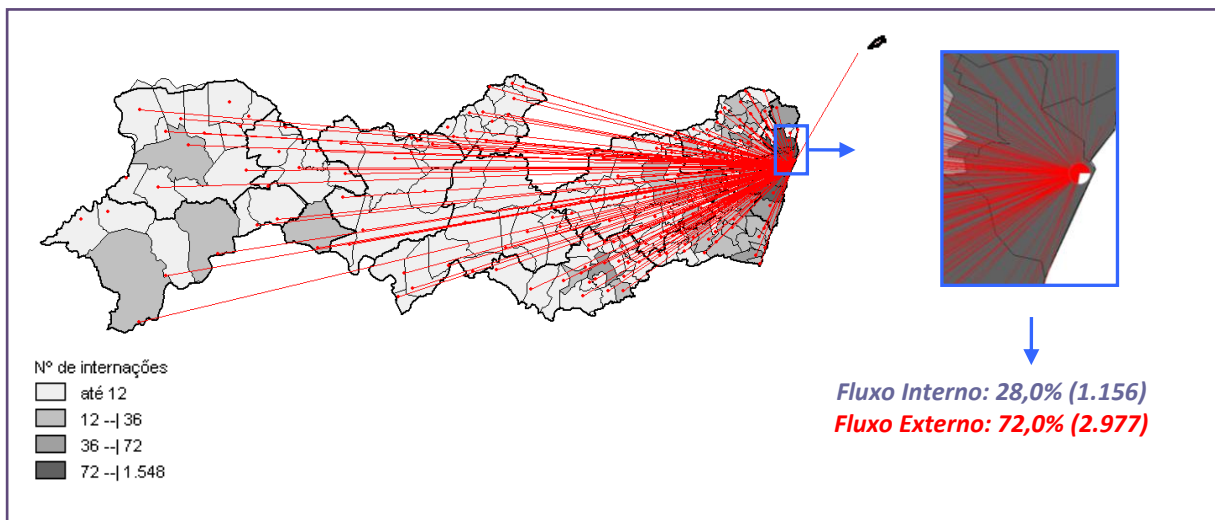 Nº de internações
até 12
12 --| 36
36 --| 72
72 --| 1.548
Fluxo Interno: 28,0% (1.156)
Fluxo Externo: 72,0% (2.977)